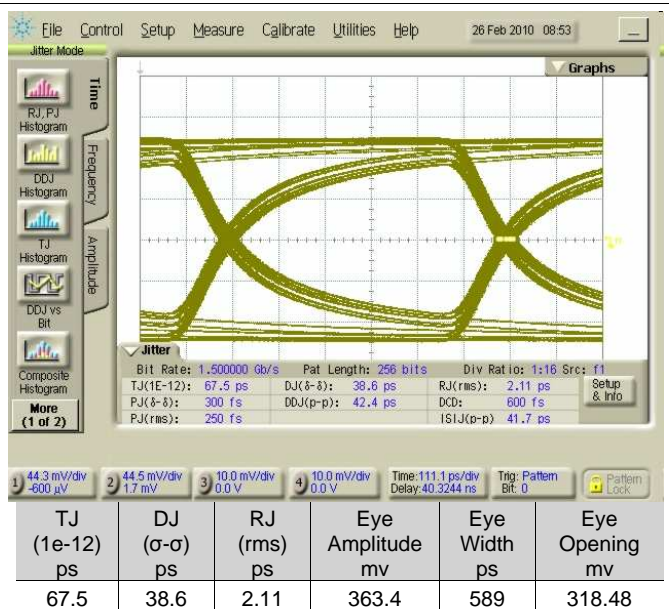 File Control Setup Measure Calibrate Utilities Help 26 Feb 2010 08:53
Jitter Mode
Graphs
RJ, PJ
Histogram
DDJ
Histogram
TJ
Histogram
DDJ vs
Bit
Composite
Histogram
More
(1 of 2)
Time
Frequency
Amplitude
Jitter
Bit Rate: 1.500000 Gb/s Pat Length: 256 bits Div Ratio: 1:16 Src: f1
TJ(1E-12): 67.5 ps DJ(δ-δ): 38.6 ps RJ(rms): 2.11 ps
PJ(δ-δ): 300 fs DDJ(p-p): 42.4 ps DCD: 600 fs
PJ(rms): 250 fs ISIJ(p-p) 41.7 ps
Setup
& Info
1) 44.3 mV/div 2) 44.5 mV/div 3) 10.0 mV/div 4) 10.0 mV/div Time:111.1 ps/div Trig: Pattern Pattern
-600 µV 1.7 mV 0.0 V 0.0 V Delay:40.3244 ns Bit: 0 Lock
TJ DJ RJ Eye Eye Eye
(1e-12) (σ-σ) (rms) Amplitude Width Opening
ps ps ps mv ps mv
67.5 38.6 2.11 363.4 589 318.48